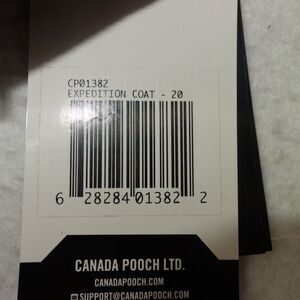 CP01382
EXPEDITION COAT - 20
6 28284 01382 2
CANADA POOCH LTD.
CANADAPOOCH.COM
SUPPORT@CANADAPOOCH.COM